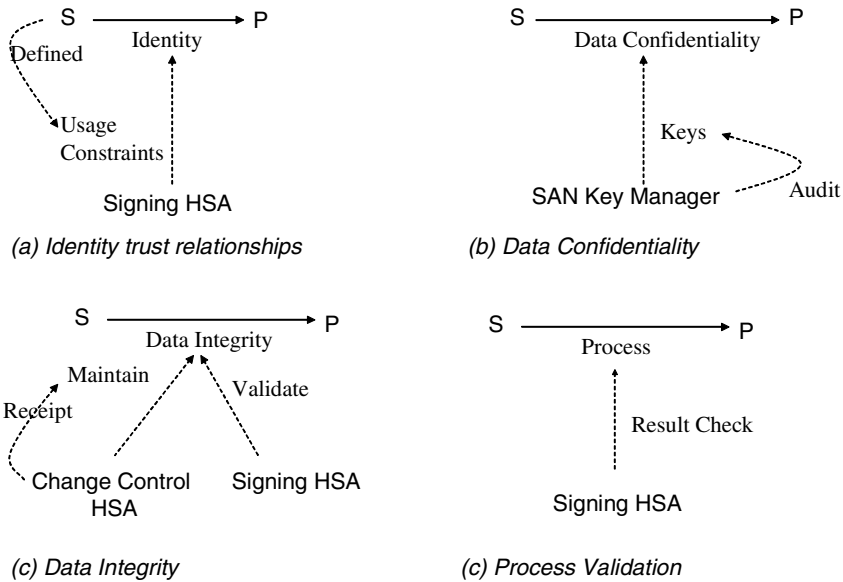 S
P
Identity
Defined
Usage
Constraints
Signing HSA
(a) Identity trust relationships
S
P
Data Confidentiality
Keys
SAN Key Manager
Audit
(b) Data Confidentiality
S
P
Data Integrity
Maintain
Validate
Receipt
Change Control
HSA
Signing HSA
(c) Data Integrity
S
P
Process
Result Check
Signing HSA
(c) Process Validation